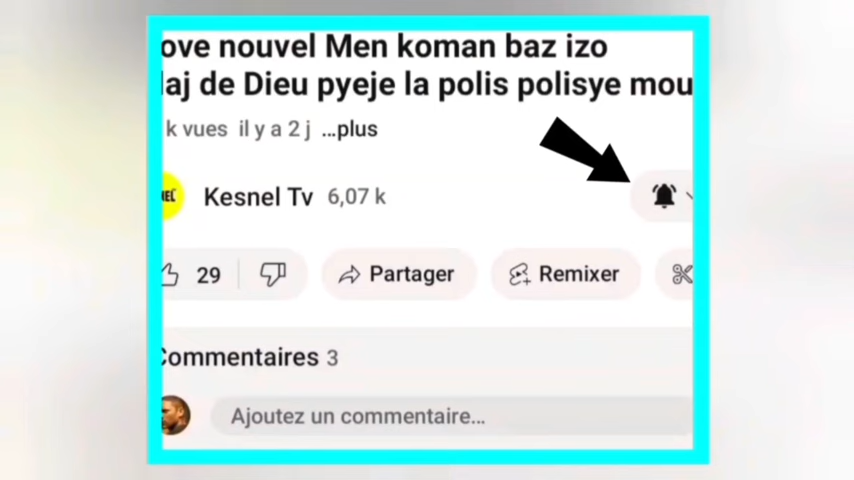 ove nouvel Men koman baz izo
laj de Dieu pyeje la polis polisye mou
k vues il y a 2 j ...plus
Kesnel Tv 6,07 k
29 Partager Remixer
Commentaires 3
Ajoutez un commentaire...